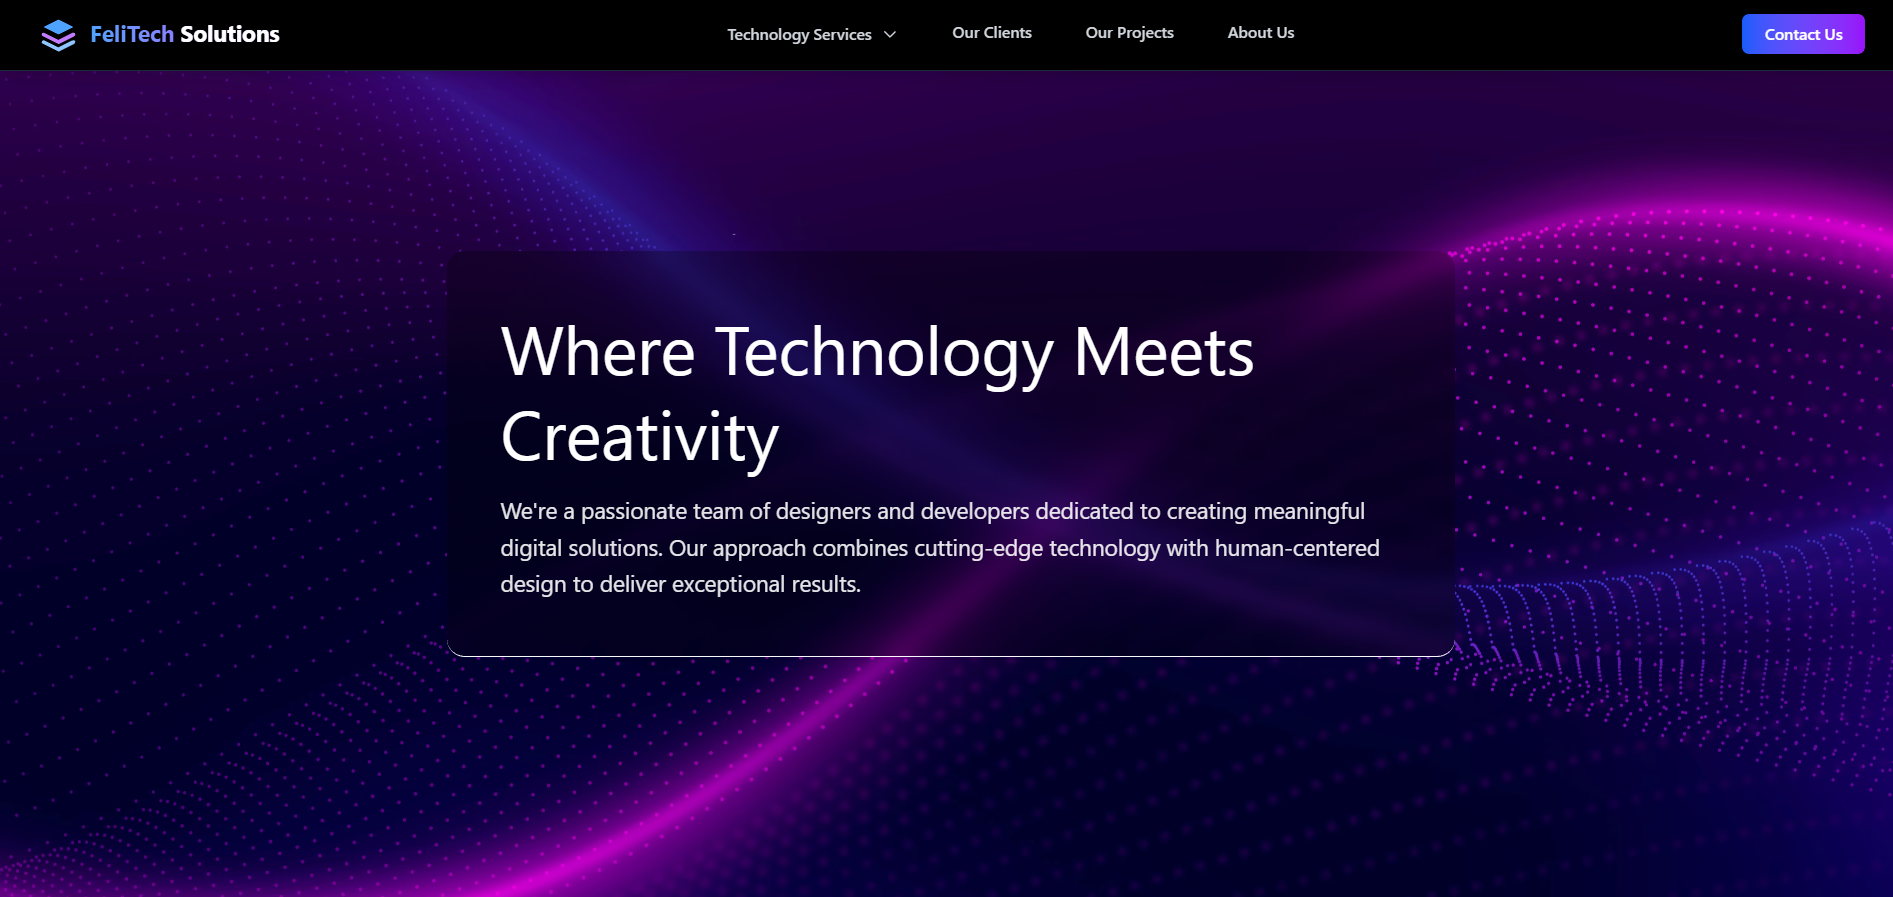 FeliTech Solutions
Technology Services
Our Clients
Our Projects
About Us
Contact Us
Where Technology Meets
Creativity
We're a passionate team of designers and developers dedicated to creating meaningful
digital solutions. Our approach combines cutting-edge technology with human-centered
design to deliver exceptional results.